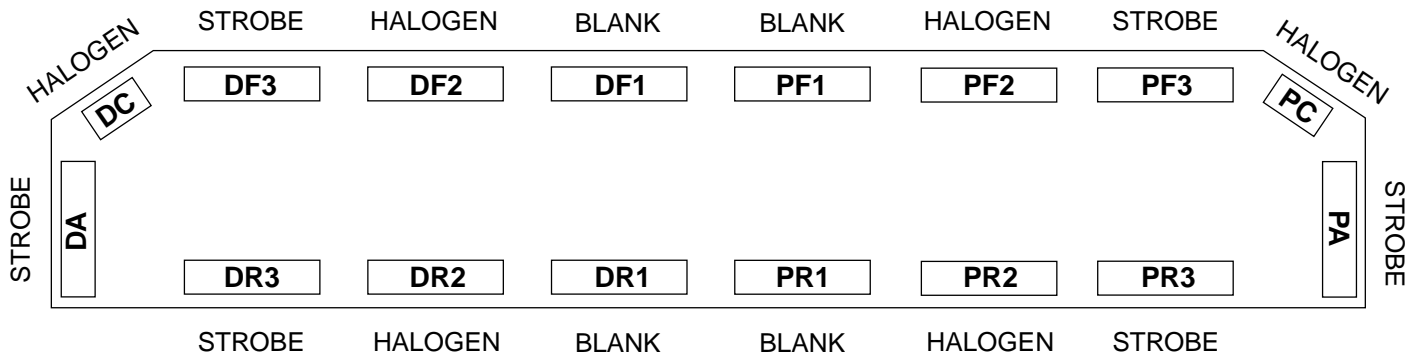 STROBE HALOGEN BLANK BLANK HALOGEN STROBE
HALOGEN HALOGEN
DF3 DF2 DF1 PF1 PF2 PF3
DC PC
STROBE DA PA STROBE
DR3 DR2 DR1 PR1 PR2 PR3
STROBE HALOGEN BLANK BLANK HALOGEN STROBE